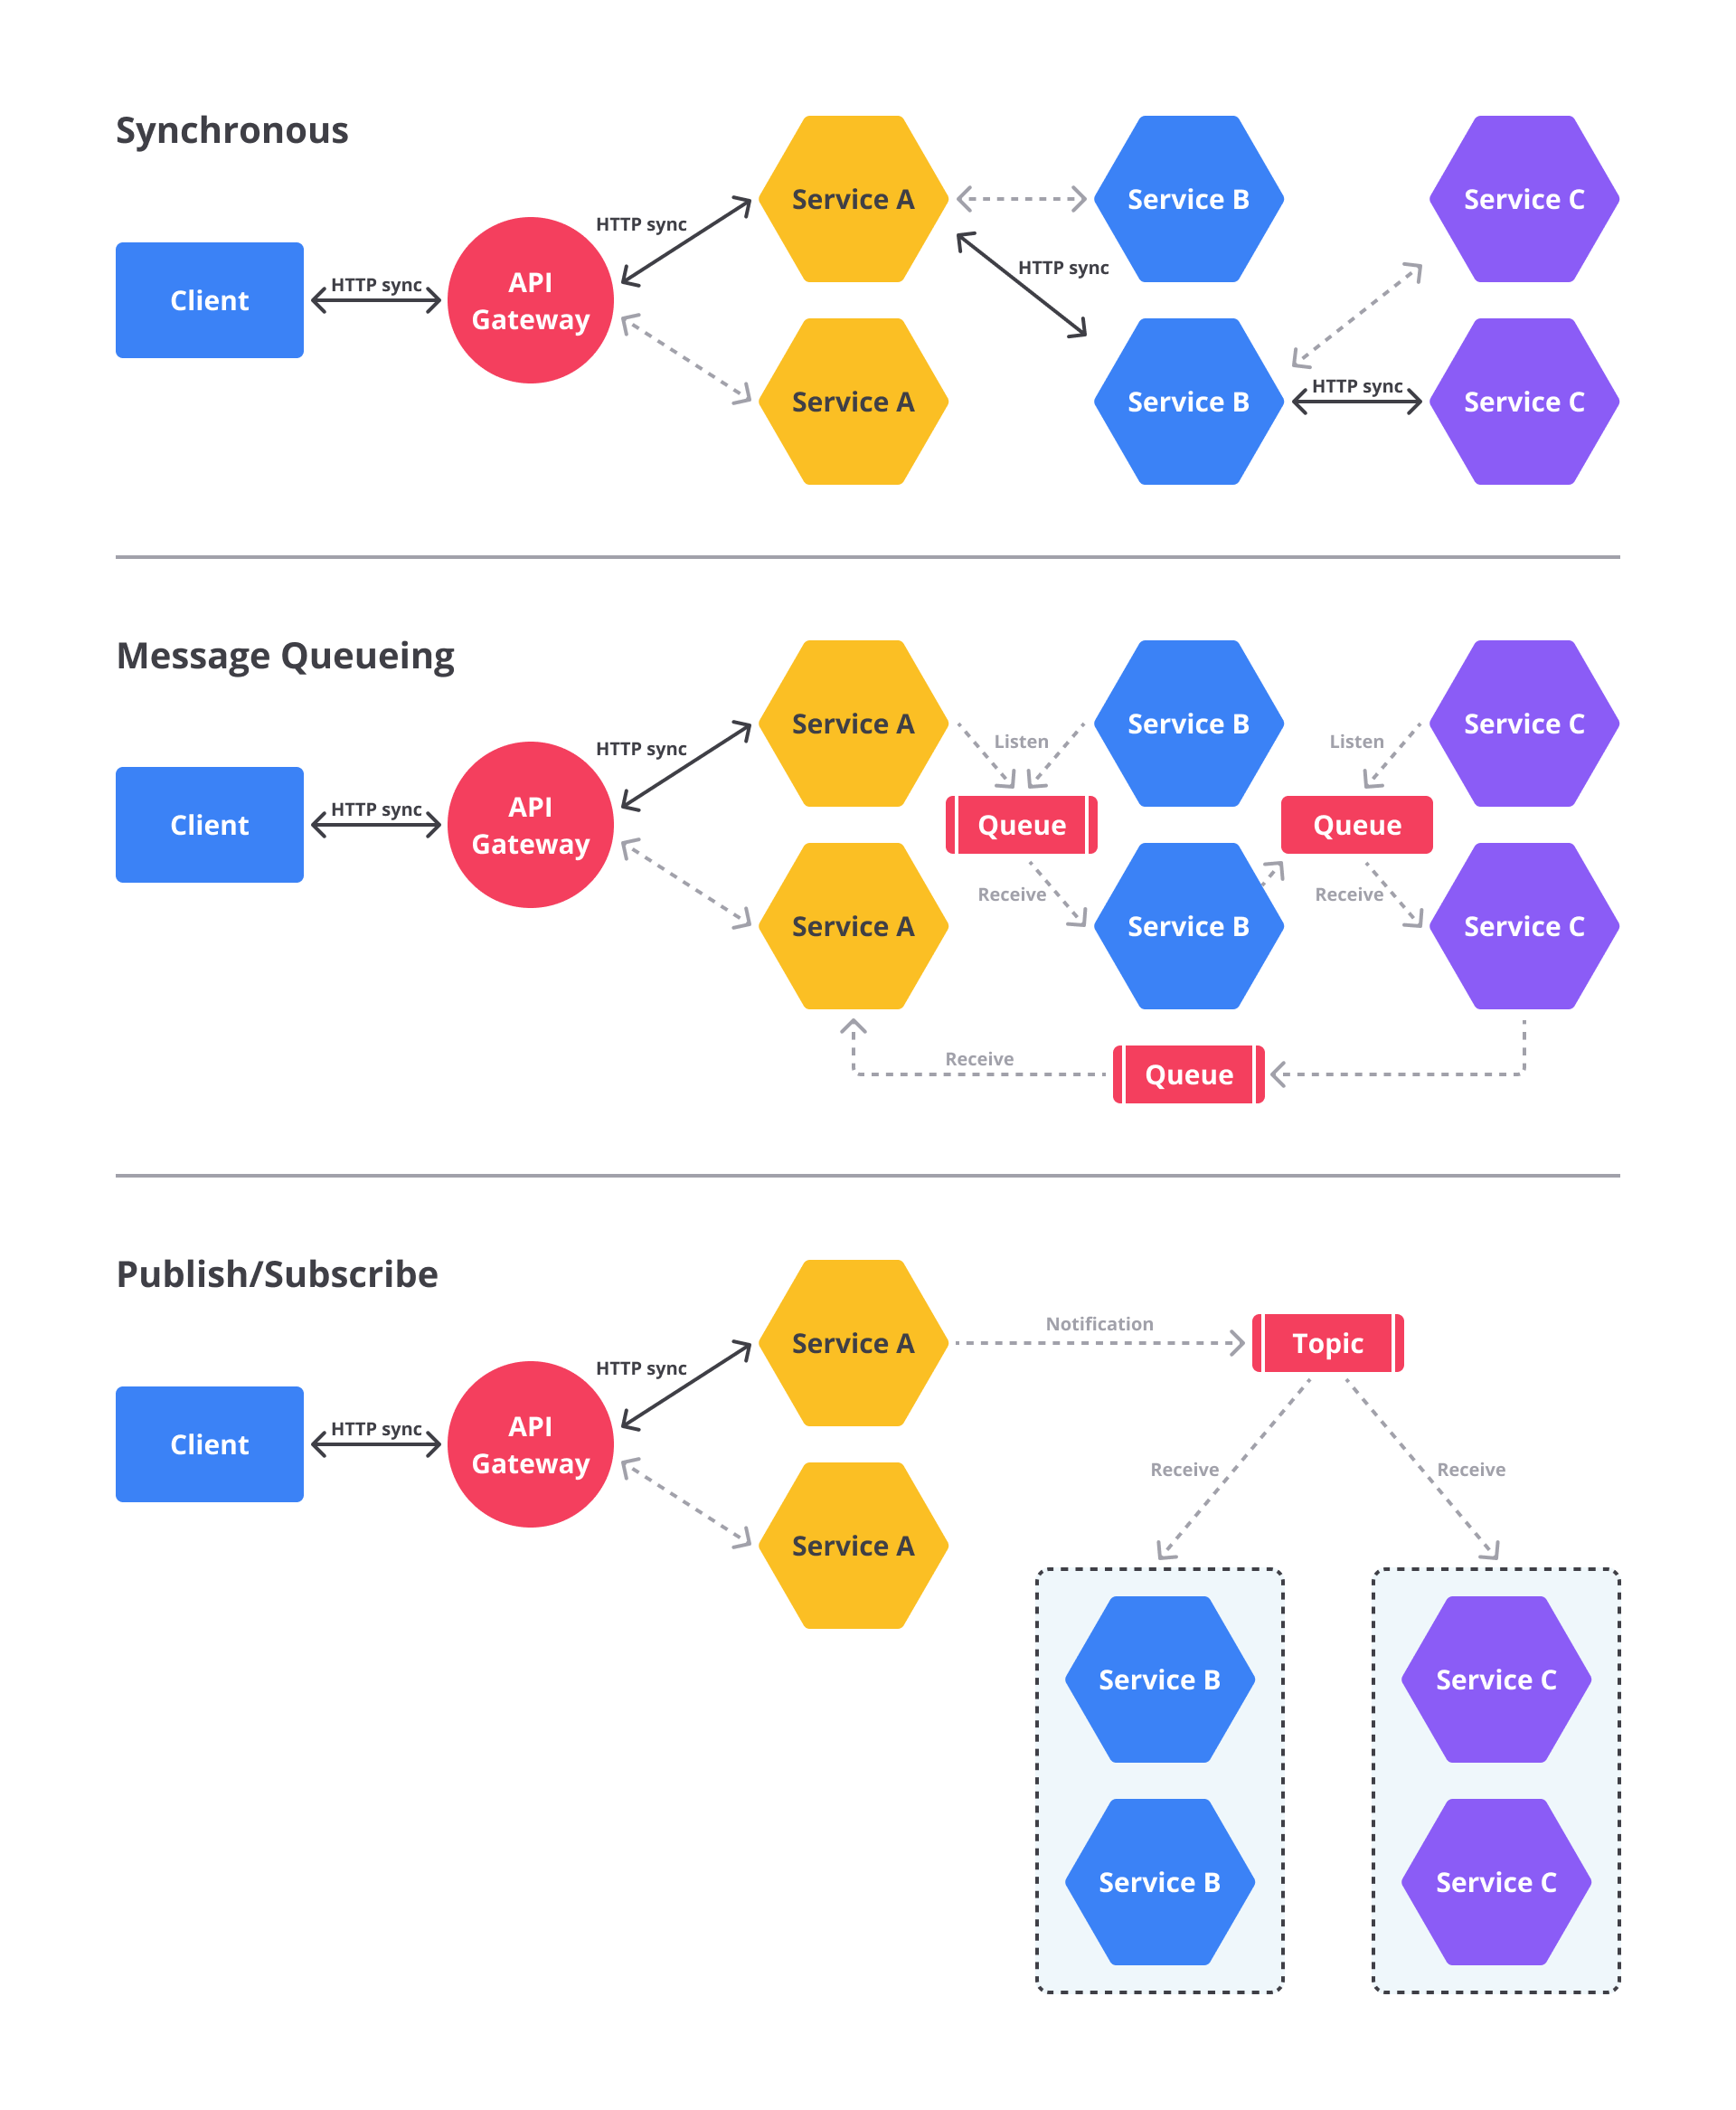 Synchronous
Service A
Service B
Service C
HTTP sync
HTTP sync
HTTP sync
Client
API
Gateway
HTTP sync
Service A
Service B
Service C
Message Queueing
Service A
Service B
Service C
Listen
Listen
HTTP sync
HTTP sync
Client
API
Gateway
Queue
Queue
Receive
Receive
Service A
Service B
Service C
Receive
Queue
Publish/Subscribe
Notification
Service A
Topic
HTTP sync
HTTP sync
Client
API
Gateway
Receive
Receive
Service A
Service B
Service C
Service B
Service C